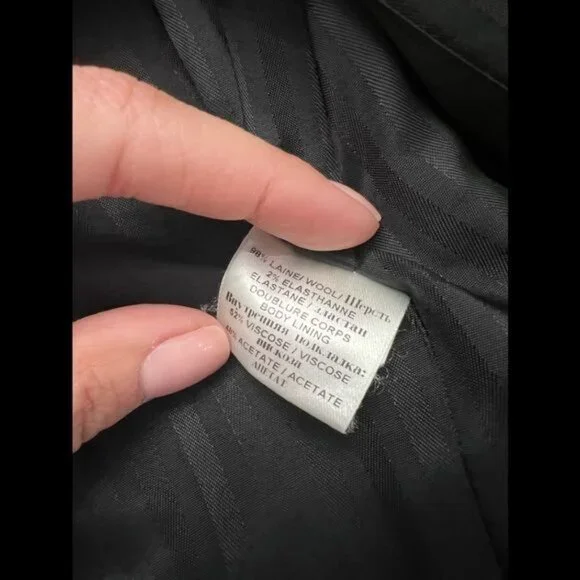 98% LAINE/ WOOL/ Шерсть
2% ELASTHANNE
ELASTANE / эластан
DOUBLURE CORPS
BODY LINING
Внутренняя подкладка:
52% VISCOSE / VISCOSE
вискоза
48% ACETATE / ACETATE
АЦЕТАТ